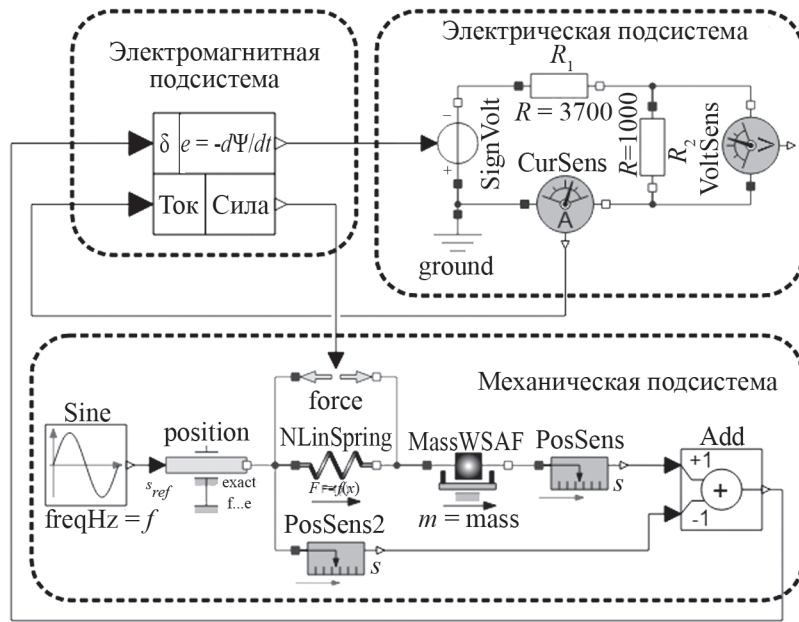 Электромагнитная
подсистема
δ
e = -dΨ/dt
Ток
Сила
Электрическая подсистема
R1
R = 3700
−
+
SignVolt
R=1000
R2
VoltSens
V
CurSens
A
ground
Механическая подсистема
force
Sine
freqHz = f
position
s_ref
exact
f...e
NLinSpring
MassWSAF
m = mass
PosSens
s
PosSens2
s
Add
+1
+
-1